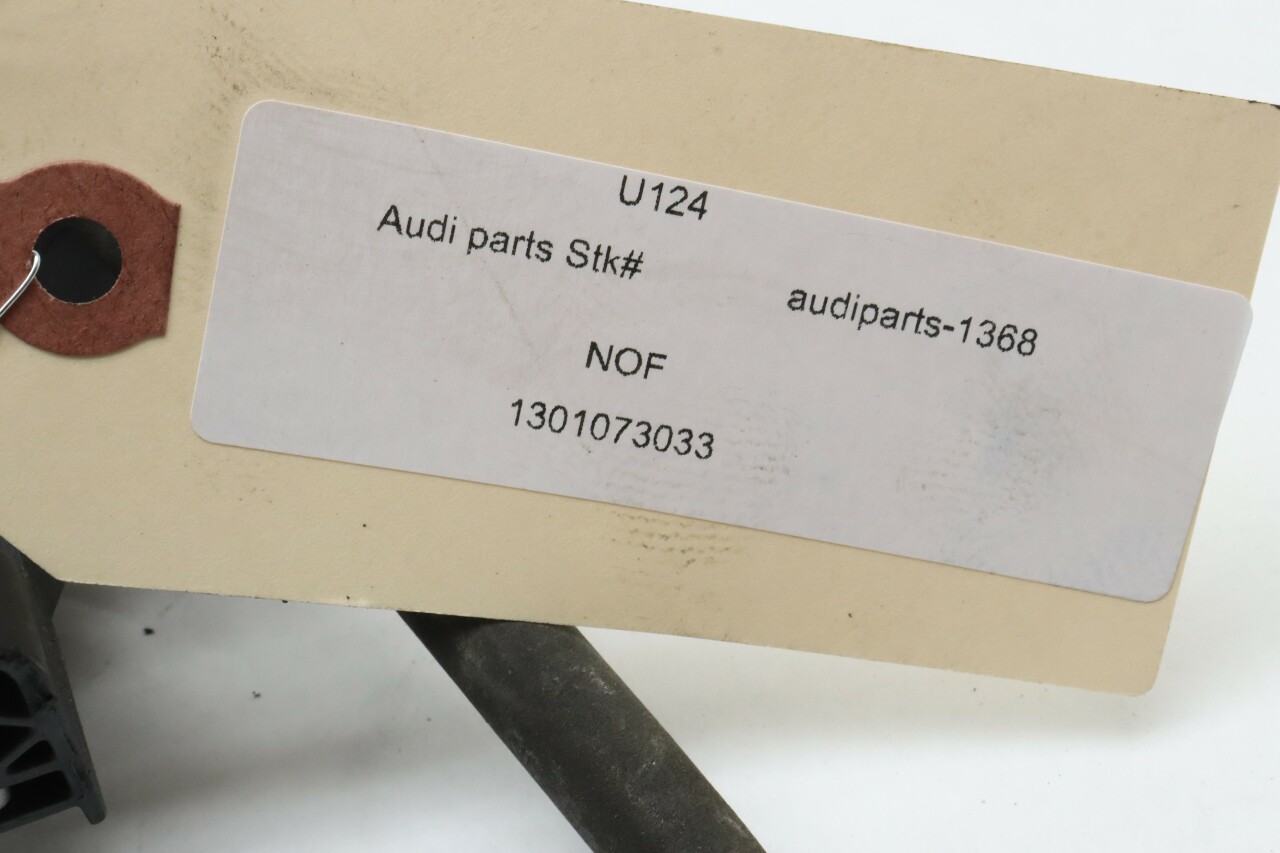 U124
Audi parts Stk#
audiparts-1368
NOF
1301073033